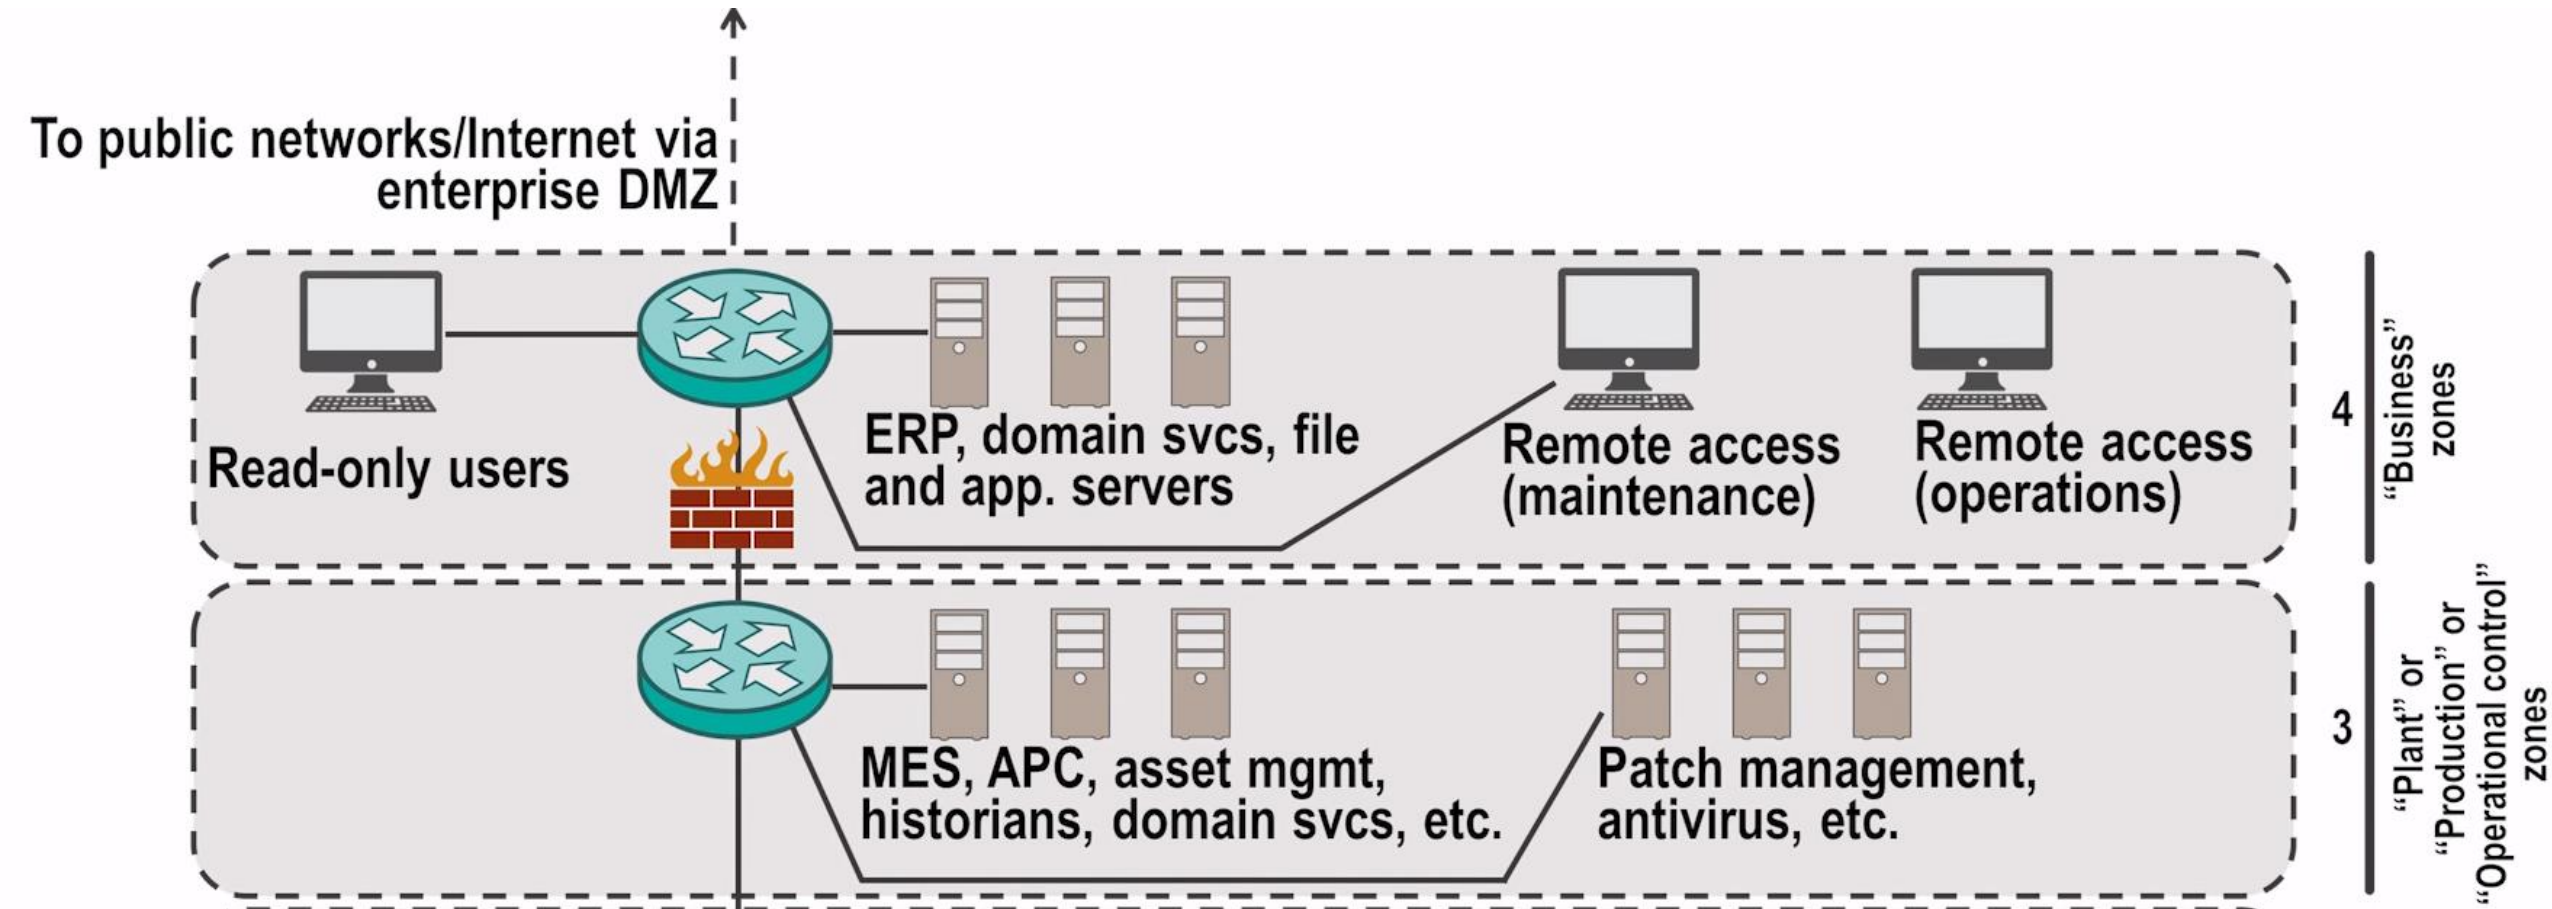 To public networks/Internet via
enterprise DMZ
Read-only users
ERP, domain svcs, file
and app. servers
Remote access
(maintenance)
Remote access
(operations)
4
“Business”
zones
MES, APC, asset mgmt,
historians, domain svcs, etc.
Patch management,
antivirus, etc.
3
“Plant” or
“Production” or
“Operational control”
zones